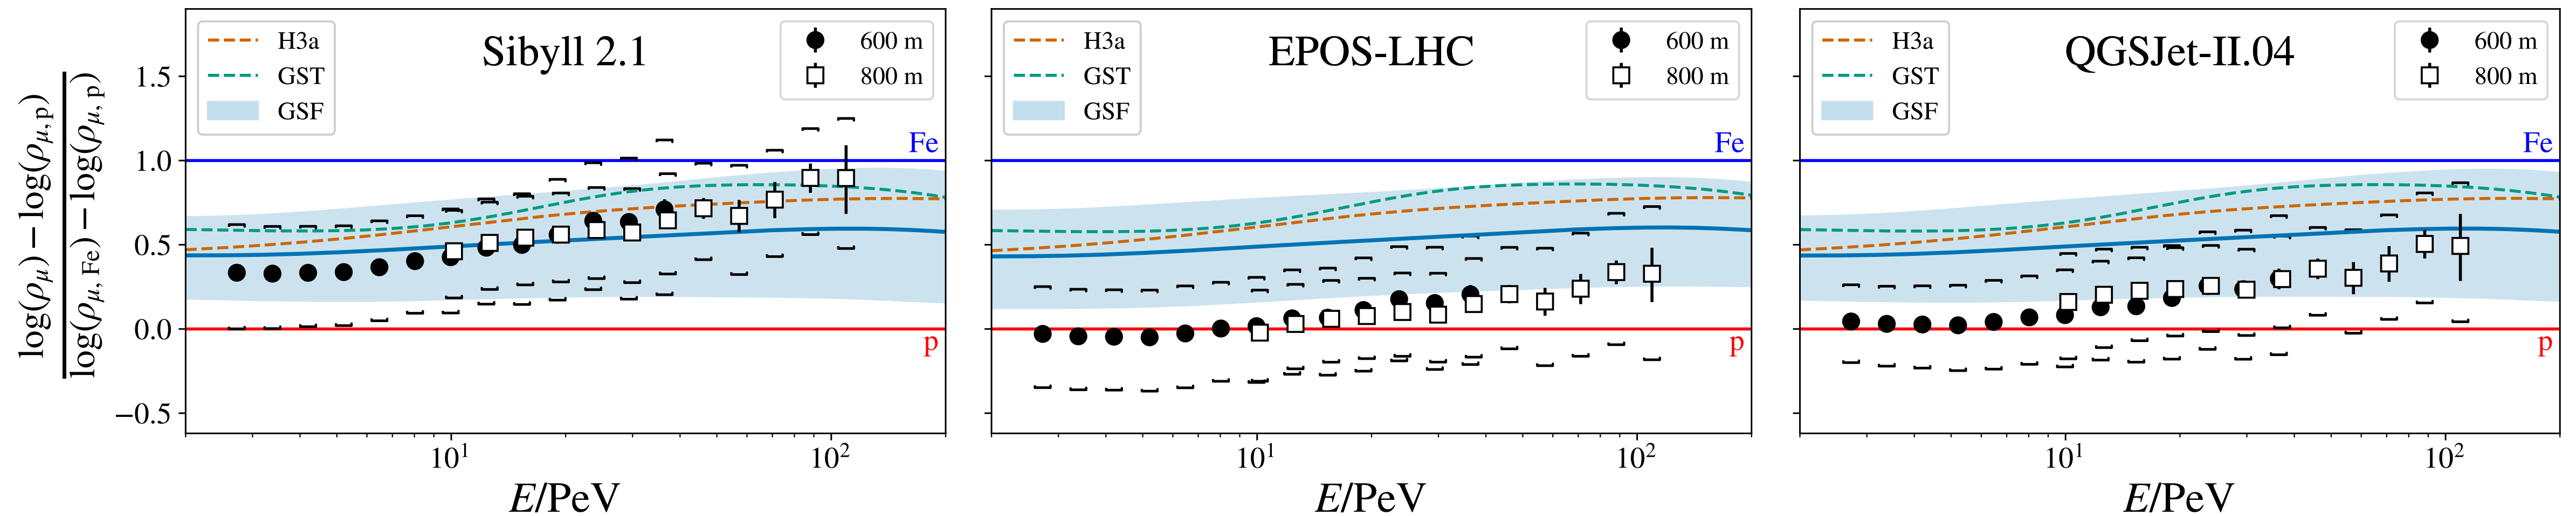 log(ρμ) − log(ρμ,p)
log(ρμ, Fe) − log(ρμ, p)
1.5
1.0
0.5
0.0
−0.5
H3a
GST
GSF
Sibyll 2.1
600 m
800 m
Fe
p
10¹
10²
E/PeV
H3a
GST
GSF
EPOS-LHC
600 m
800 m
Fe
p
10¹
10²
E/PeV
H3a
GST
GSF
QGSJet-II.04
600 m
800 m
Fe
p
10¹
10²
E/PeV